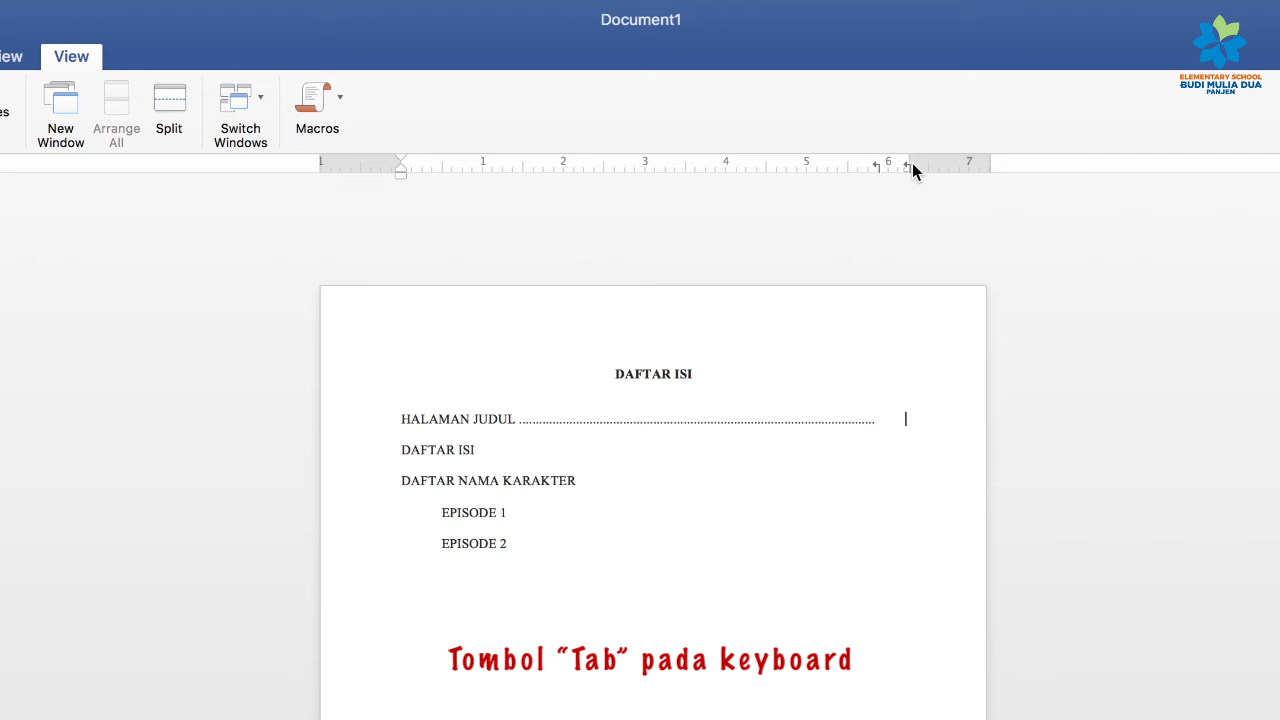 Document1
iew
View
es
New
Window
Arrange
All
Split
Switch
Windows
Macros
ELEMENTARY SCHOOL
BUDI MULIA DUA
PANJEN
1 1 2 3 4 5 6 7
DAFTAR ISI
HALAMAN JUDUL ..........................................................................................................
DAFTAR ISI
DAFTAR NAMA KARAKTER
EPISODE 1
EPISODE 2
Tombol "Tab" pada keyboard